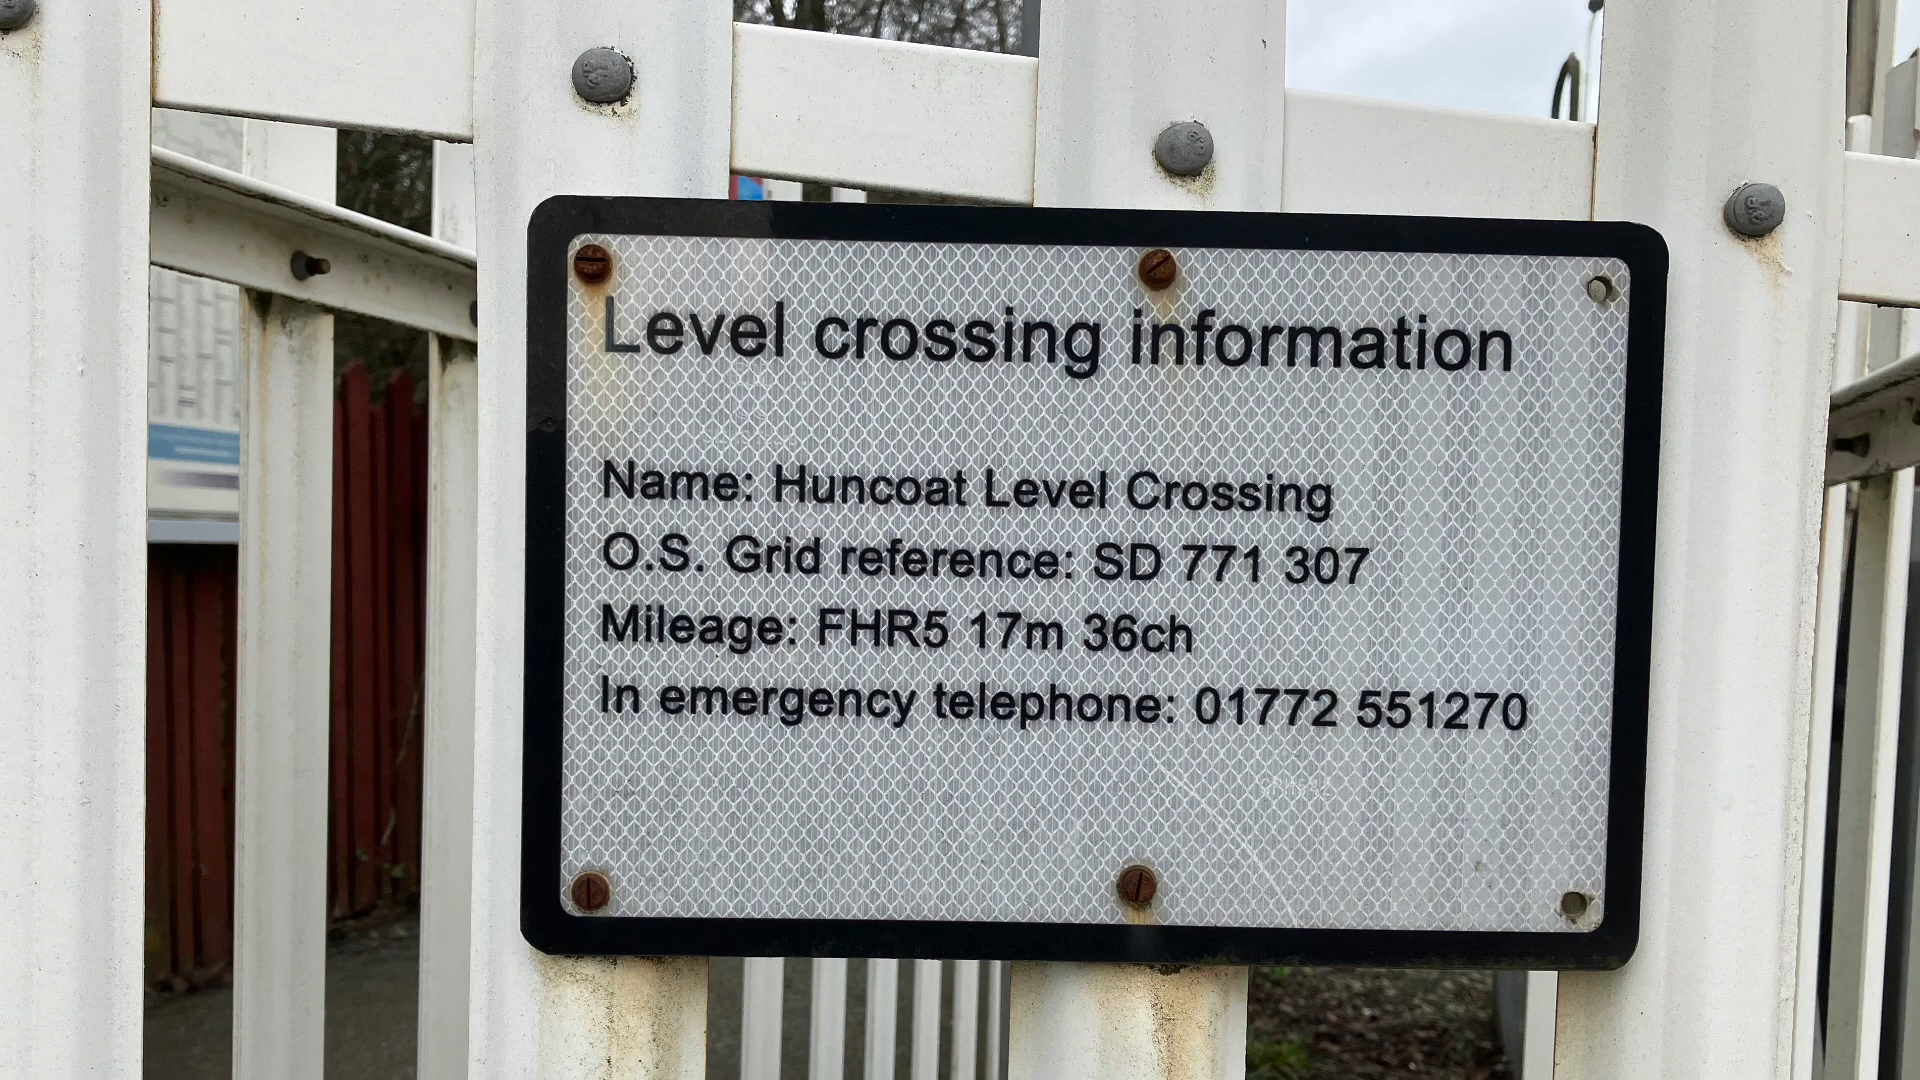 Level crossing information
Name: Huncoat Level Crossing
O.S. Grid reference: SD 771 307
Mileage: FHR5 17m 36ch
In emergency telephone: 01772 551270